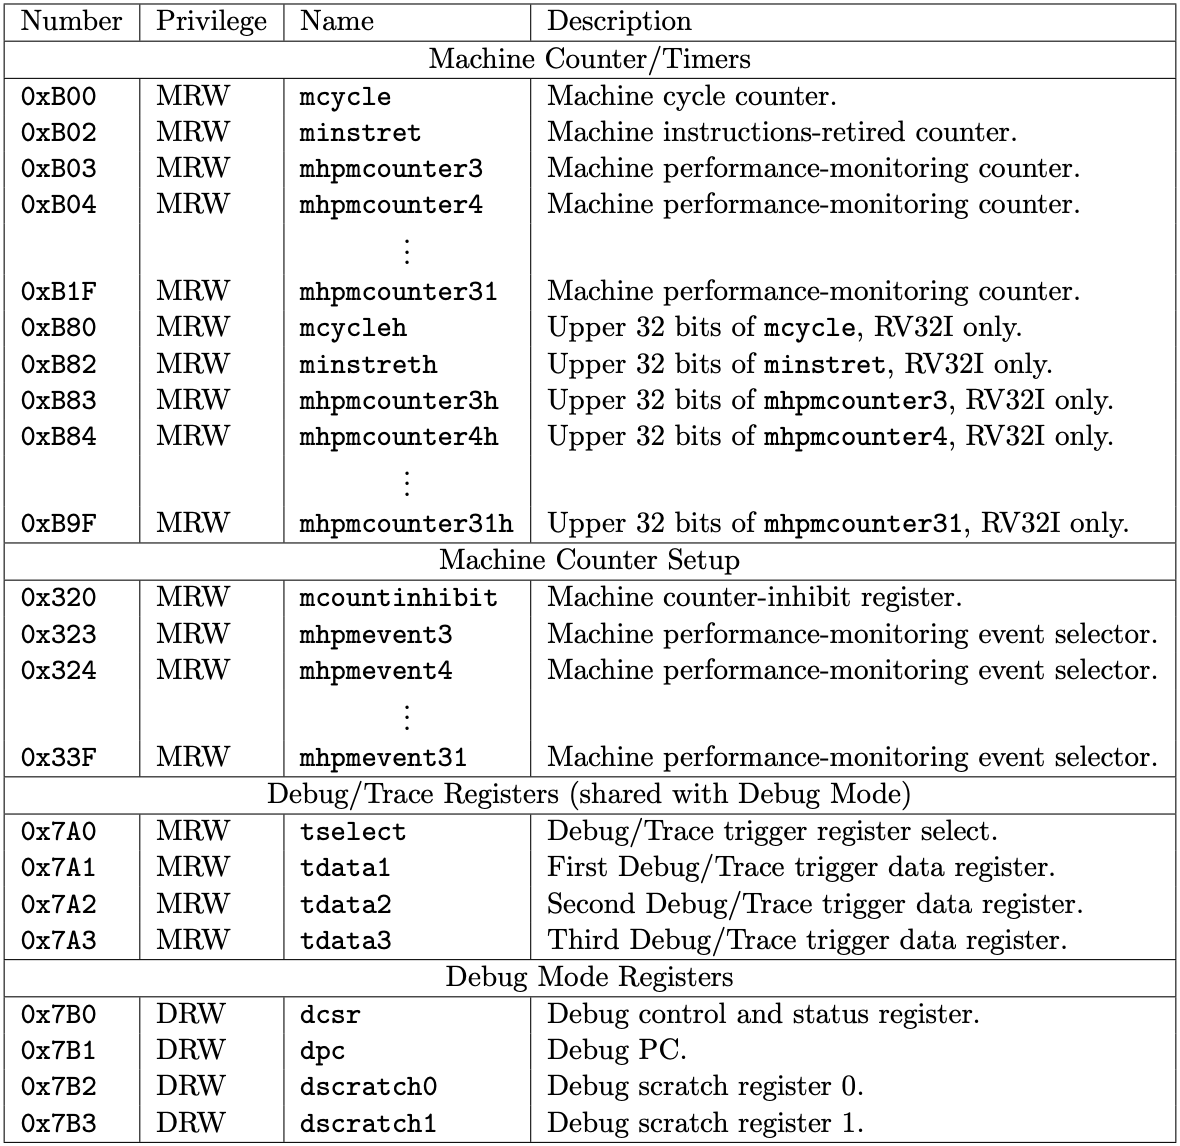 Number Privilege Name Description
Machine Counter/Timers
0xB00 MRW mcycle Machine cycle counter.
0xB02 MRW minstret Machine instructions-retired counter.
0xB03 MRW mhpmcounter3 Machine performance-monitoring counter.
0xB04 MRW mhpmcounter4 Machine performance-monitoring counter.
⋮
0xB1F MRW mhpmcounter31 Machine performance-monitoring counter.
0xB80 MRW mcycleh Upper 32 bits of mcycle, RV32I only.
0xB82 MRW minstreth Upper 32 bits of minstret, RV32I only.
0xB83 MRW mhpmcounter3h Upper 32 bits of mhpmcounter3, RV32I only.
0xB84 MRW mhpmcounter4h Upper 32 bits of mhpmcounter4, RV32I only.
⋮
0xB9F MRW mhpmcounter31h Upper 32 bits of mhpmcounter31, RV32I only.
Machine Counter Setup
0x320 MRW mcountinhibit Machine counter-inhibit register.
0x323 MRW mhpmevent3 Machine performance-monitoring event selector.
0x324 MRW mhpmevent4 Machine performance-monitoring event selector.
⋮
0x33F MRW mhpmevent31 Machine performance-monitoring event selector.
Debug/Trace Registers (shared with Debug Mode)
0x7A0 MRW tselect Debug/Trace trigger register select.
0x7A1 MRW tdata1 First Debug/Trace trigger data register.
0x7A2 MRW tdata2 Second Debug/Trace trigger data register.
0x7A3 MRW tdata3 Third Debug/Trace trigger data register.
Debug Mode Registers
0x7B0 DRW dcsr Debug control and status register.
0x7B1 DRW dpc Debug PC.
0x7B2 DRW dscratch0 Debug scratch register 0.
0x7B3 DRW dscratch1 Debug scratch register 1.